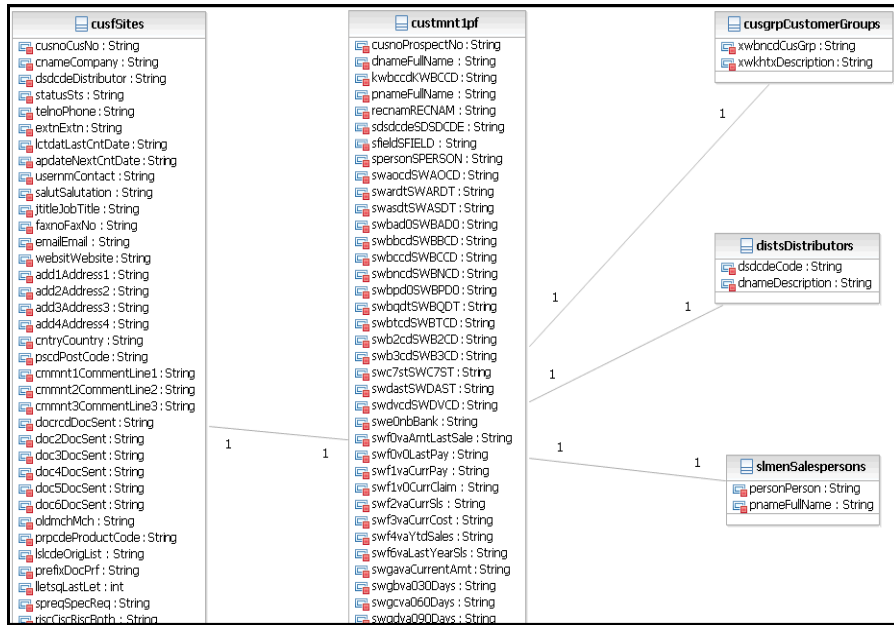 cusfSites
cusnoCusNo : String
cnameCompany : String
dsdcdeDistributor : String
statusSts : String
telnoPhone : String
extnExtn : String
lctdatLastCntDate : String
apdateNextCntDate : String
usernmContact : String
salutSalutation : String
jtitleJobTitle : String
faxnoFaxNo : String
emailEmail : String
websitWebsite : String
add1Address1 : String
add2Address2 : String
add3Address3 : String
add4Address4 : String
cntryCountry : String
pscdPostCode : String
cmmnt1CommentLine1 : String
cmmnt2CommentLine2 : String
cmmnt3CommentLine3 : String
docrcdDocSent : String
doc2DocSent : String
doc3DocSent : String
doc4DocSent : String
doc5DocSent : String
doc6DocSent : String
oldmchMch : String
prpcdeProductCode : String
lslcdeOrigList : String
prefixDocPrf : String
lletsqLastLet : int
spreqSpecReq : String
riscCiscRiscBoth : String
custmnt1pf
cusnoProspectNo : String
dnameFullName : String
kwbccdKWBCCD : String
pnameFullName : String
recnamRECNAM : String
sdsdcdeSDSDCDE : String
sfieldSFIELD : String
spersonSPERSON : String
swaocdSWAOCD : String
swardtSWARDT : String
swasdtSWASDT : String
swbad0SWBAD0 : String
swbbcdSWBBCD : String
swbccdSWBCCD : String
swbncdSWBNCD : String
swbpd0SWBPD0 : String
swbqdtSWBQDT : String
swbtcdSWBTCD : String
swb2cdSWB2CD : String
swb3cdSWB3CD : String
swc7stSWC7ST : String
swdastSWDAST : String
swdvcdSWDVCD : String
swe0nbBank : String
swf0vaAmtLastSale : String
swf0v0LastPay : String
swf1vaCurrPay : String
swf1v0CurrClaim : String
swf2vaCurrSls : String
swf3vaCurrCost : String
swf4vaYtdSales : String
swf6vaLastYearSls : String
swgavaCurrentAmt : String
swgbva030Days : String
swgcva060Days : String
swgdva090Days : String
cusgrpCustomerGroups
xwbncdCusGrp : String
xwkhtxDescription : String
distsDistributors
dsdcdeCode : String
dnameDescription : String
slmenSalespersons
personPerson : String
pnameFullName : String
1
1
1
1
1
1
1
1